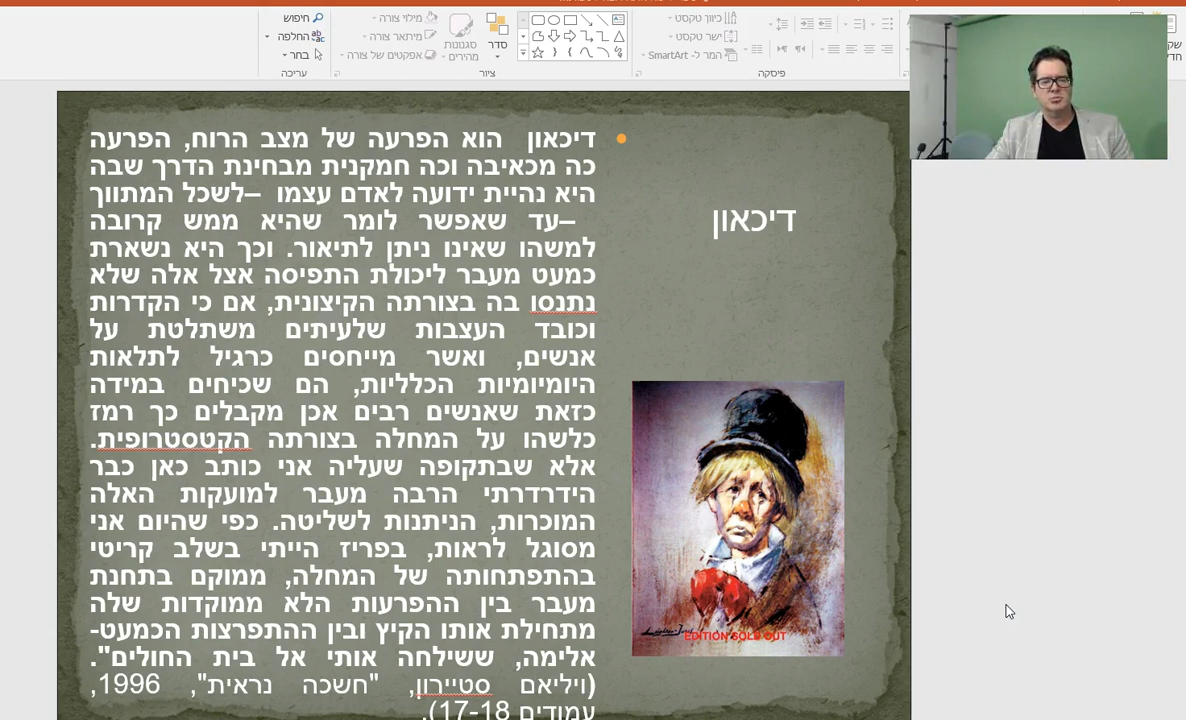 חיפוש
החלפה
בחר
עריכה
מילוי צורה
מיתאר צורה
אפקטים של צורה
סגנונות
מהירים
סדר
ציור
כיוון טקסט
ישר טקסט
המר ל- SmartArt
פיסקה
דיכאון
דיכאון הוא הפרעה של מצב הרוח, הפרעה
כה מכאיבה וכה חמקנית מבחינת הדרך שבה
היא נהיית ידועה לאדם עצמו –לשכל המתווך
–עד שאפשר לומר שהיא ממש קרובה
למשהו שאינו ניתן לתיאור. וכך היא נשארת
כמעט מעבר ליכולת התפיסה אצל אלה שלא
נתנסו בה בצורתה הקיצונית, אם כי הקדרות
וכובד העצבות שלעיתים משתלטת על
אנשים, ואשר מייחסים כרגיל לתלאות
היומיומיות הכלליות, הם שכיחים במידה
כזאת שאנשים רבים אכן מקבלים כך רמז
כלשהו על המחלה בצורתה הקטסטרופית.
אלא שבתקופה שעליה אני כותב כאן כבר
הידרדרתי הרבה מעבר למועקות האלה
המוכרות, הניתנות לשליטה. כפי שהיום אני
מסוגל לראות, בפריז הייתי בשלב קריטי
בהתפתחותה של המחלה, ממוקם בתחנת
מעבר בין ההפרעות הלא ממוקדות שלה
מתחילת אותו הקיץ ובין ההתפרצות הכמעט-
אלימה, ששילחה אותי אל בית החולים".
(ויליאם סטיירון, "חשכה נראית", 1996,
עמודים 17-18).
EDITION SOLD OUT